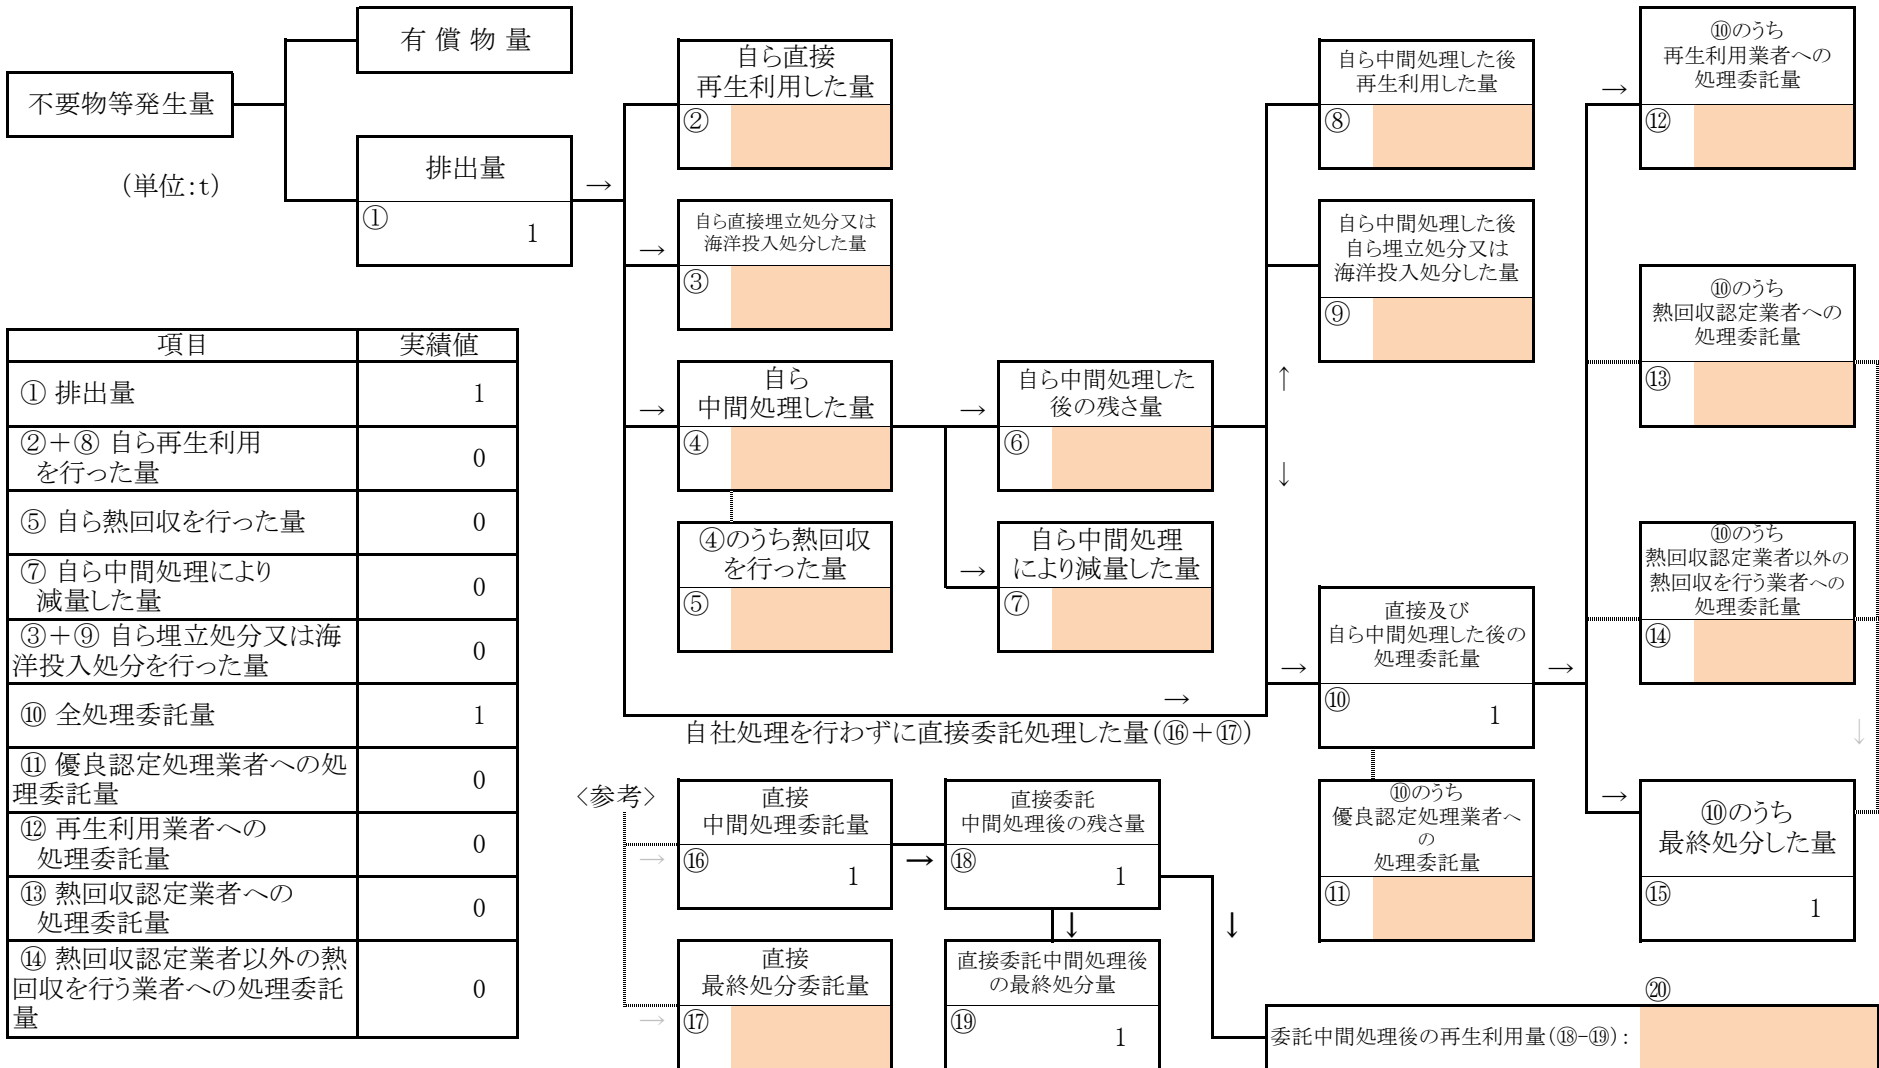 有 償 物 量
不要物等発生量
(単位:t)
排出量
①
1
→
自ら直接
再生利用した量
②
→
自ら直接埋立処分又は
海洋投入処分した量
③
→
自ら
中間処理した量
④
④のうち熱回収
を行った量
⑤
→
自ら中間処理した
後の残さ量
⑥
→
自ら中間処理
により減量した量
⑦
自ら中間処理した後
再生利用した量
⑧
自ら中間処理した後
自ら埋立処分又は
海洋投入処分した量
⑨
↑
↓
→
自社処理を行わずに直接委託処理した量(⑯+⑰)
→
直接及び
自ら中間処理した後の
処理委託量
⑩
1
⑩のうち
優良認定処理業者へ
の
処理委託量
⑪
→
→
⑩のうち
再生利用業者への
処理委託量
⑫
⑩のうち
熱回収認定業者への
処理委託量
⑬
⑩のうち
熱回収認定業者以外の
熱回収を行う業者への
処理委託量
⑭
↓
→
⑩のうち
最終処分した量
⑮
1
項目 実績値
① 排出量 1
②+⑧ 自ら再生利用
を行った量 0
⑤ 自ら熱回収を行った量 0
⑦ 自ら中間処理により
減量した量 0
③+⑨ 自ら埋立処分又は海
洋投入処分を行った量 0
⑩ 全処理委託量 1
⑪ 優良認定処理業者への処
理委託量 0
⑫ 再生利用業者への
処理委託量 0
⑬ 熱回収認定業者への
処理委託量 0
⑭ 熱回収認定業者以外の熱
回収を行う業者への処理委託
量 0
<参考>
→
直接
中間処理委託量
⑯
1
→
直接委託
中間処理後の残さ量
⑱
1
↓
↓
→
直接
最終処分委託量
⑰
直接委託中間処理後
の最終処分量
⑲
1
⑳
委託中間処理後の再生利用量(⑱-⑲):